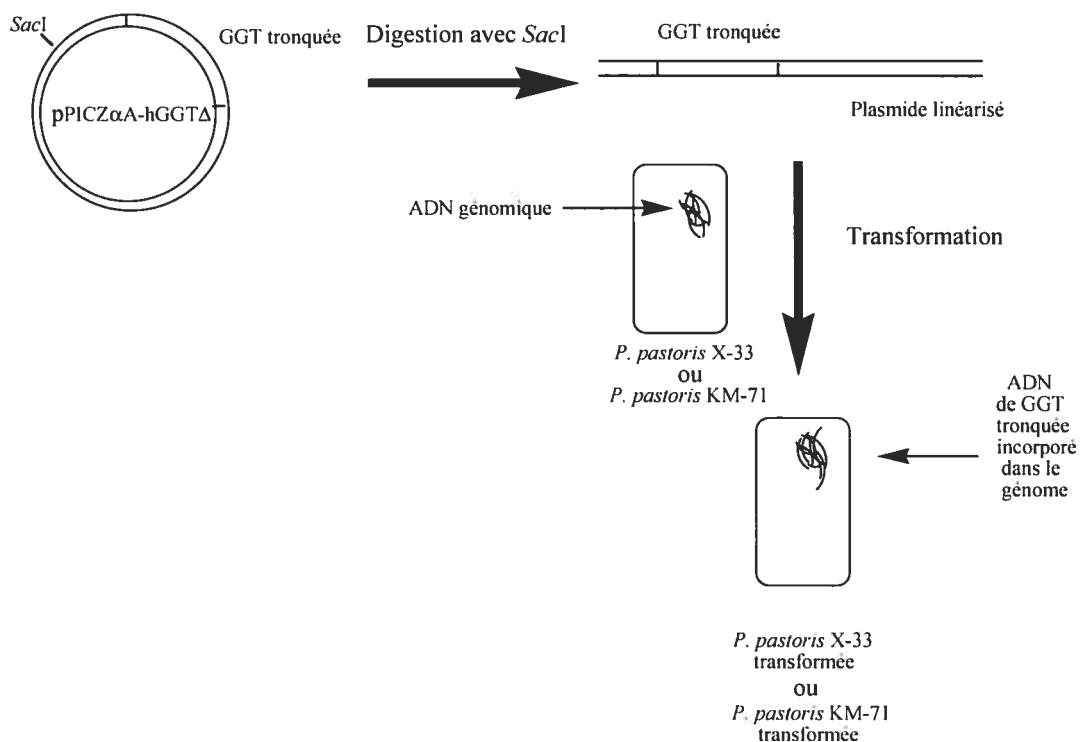 SacI
GGT tronquée
Digestion avec SacI
GGT tronquée
pPICZαA-hGGTΔ
Plasmide linéarisé
ADN génomique
Transformation
P. pastoris X-33
ou
P. pastoris KM-71
ADN
de GGT
tronquée
incorporé
dans le
génome
P. pastoris X-33
transformée
ou
P. pastoris KM-71
transformée